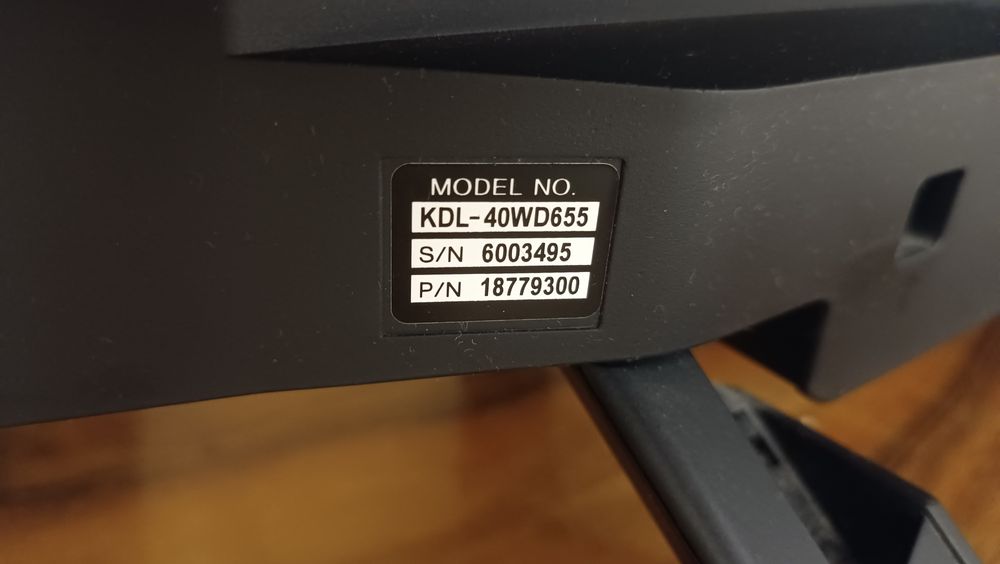 MODEL NO.
KDL-40WD655
S/N 6003495
P/N 18779300